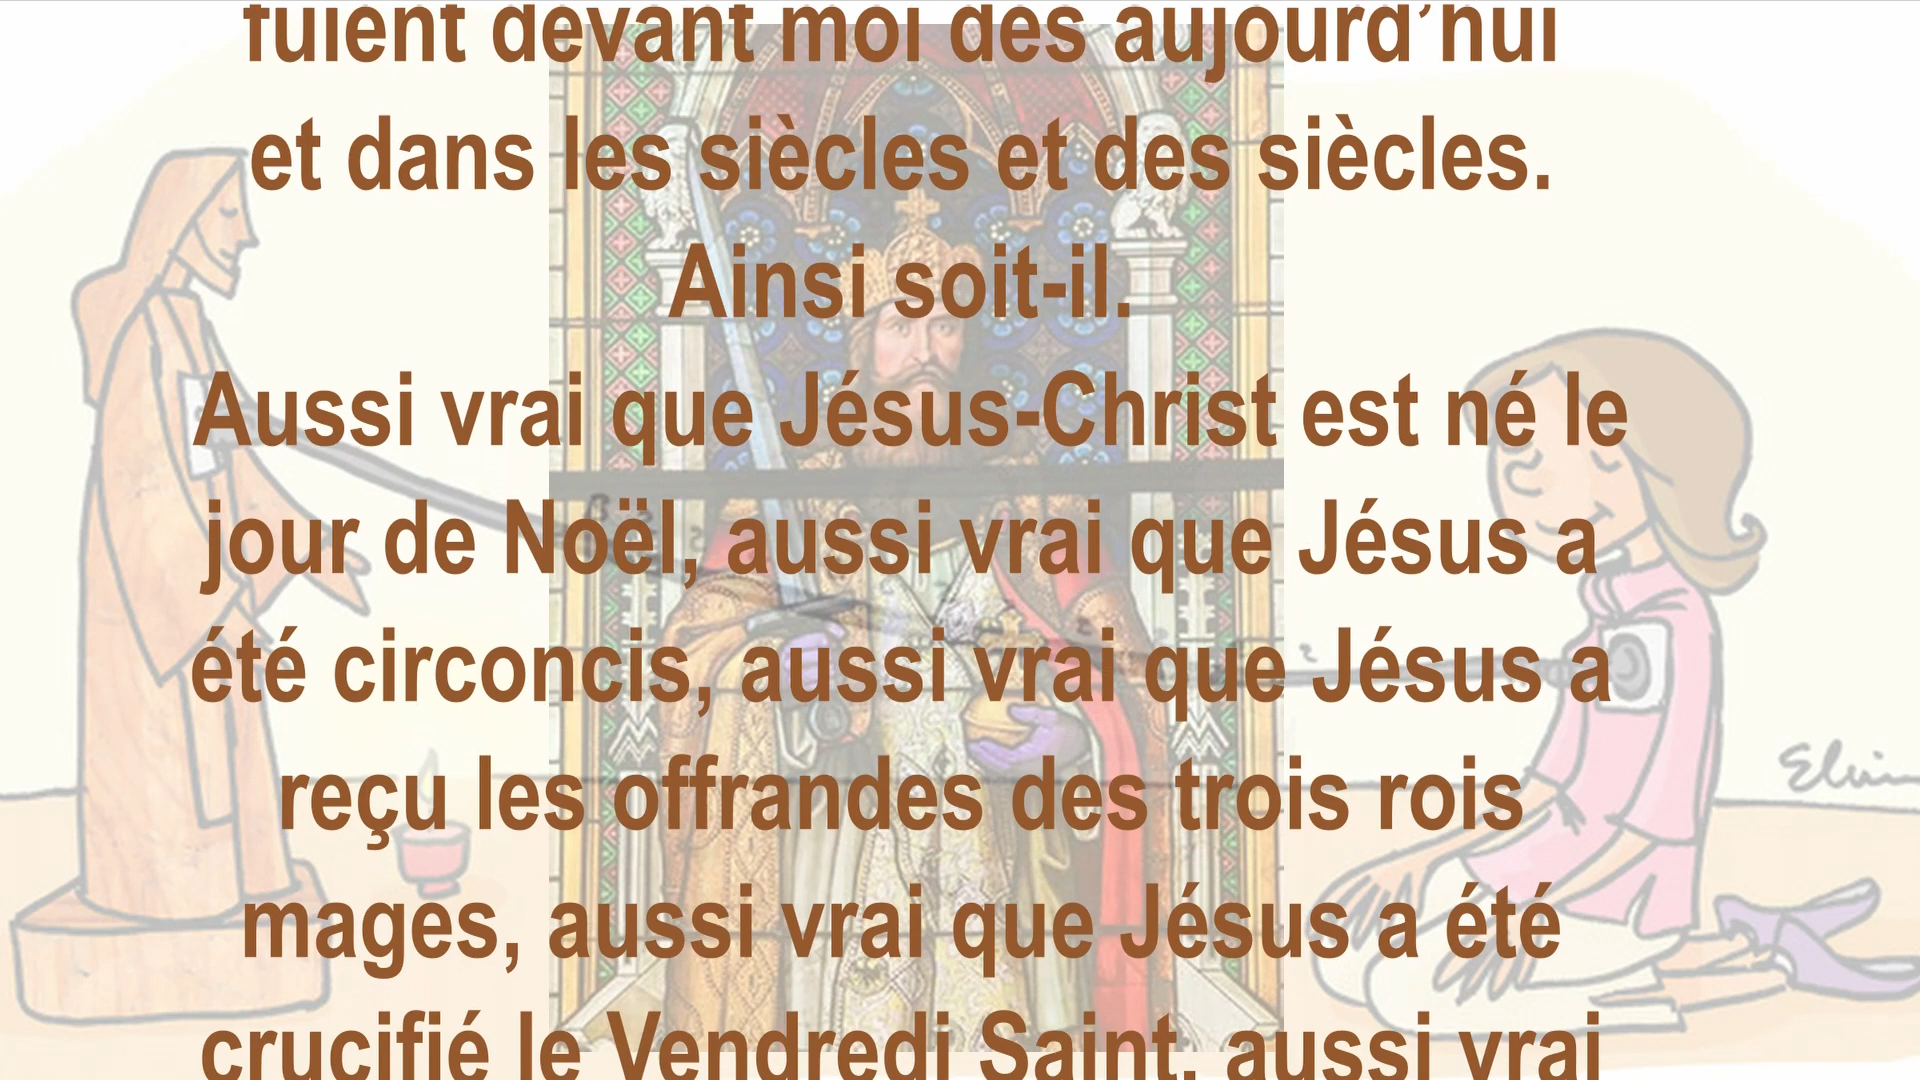 fuient devant moi dès aujourd’hui
et dans les siècles et des siècles.
Ainsi soit-il.
Aussi vrai que Jésus-Christ est né le
jour de Noël, aussi vrai que Jésus a
été circoncis, aussi vrai que Jésus a
reçu les offrandes des trois rois
mages, aussi vrai que Jésus a été
crucifié le Vendredi Saint, aussi vrai